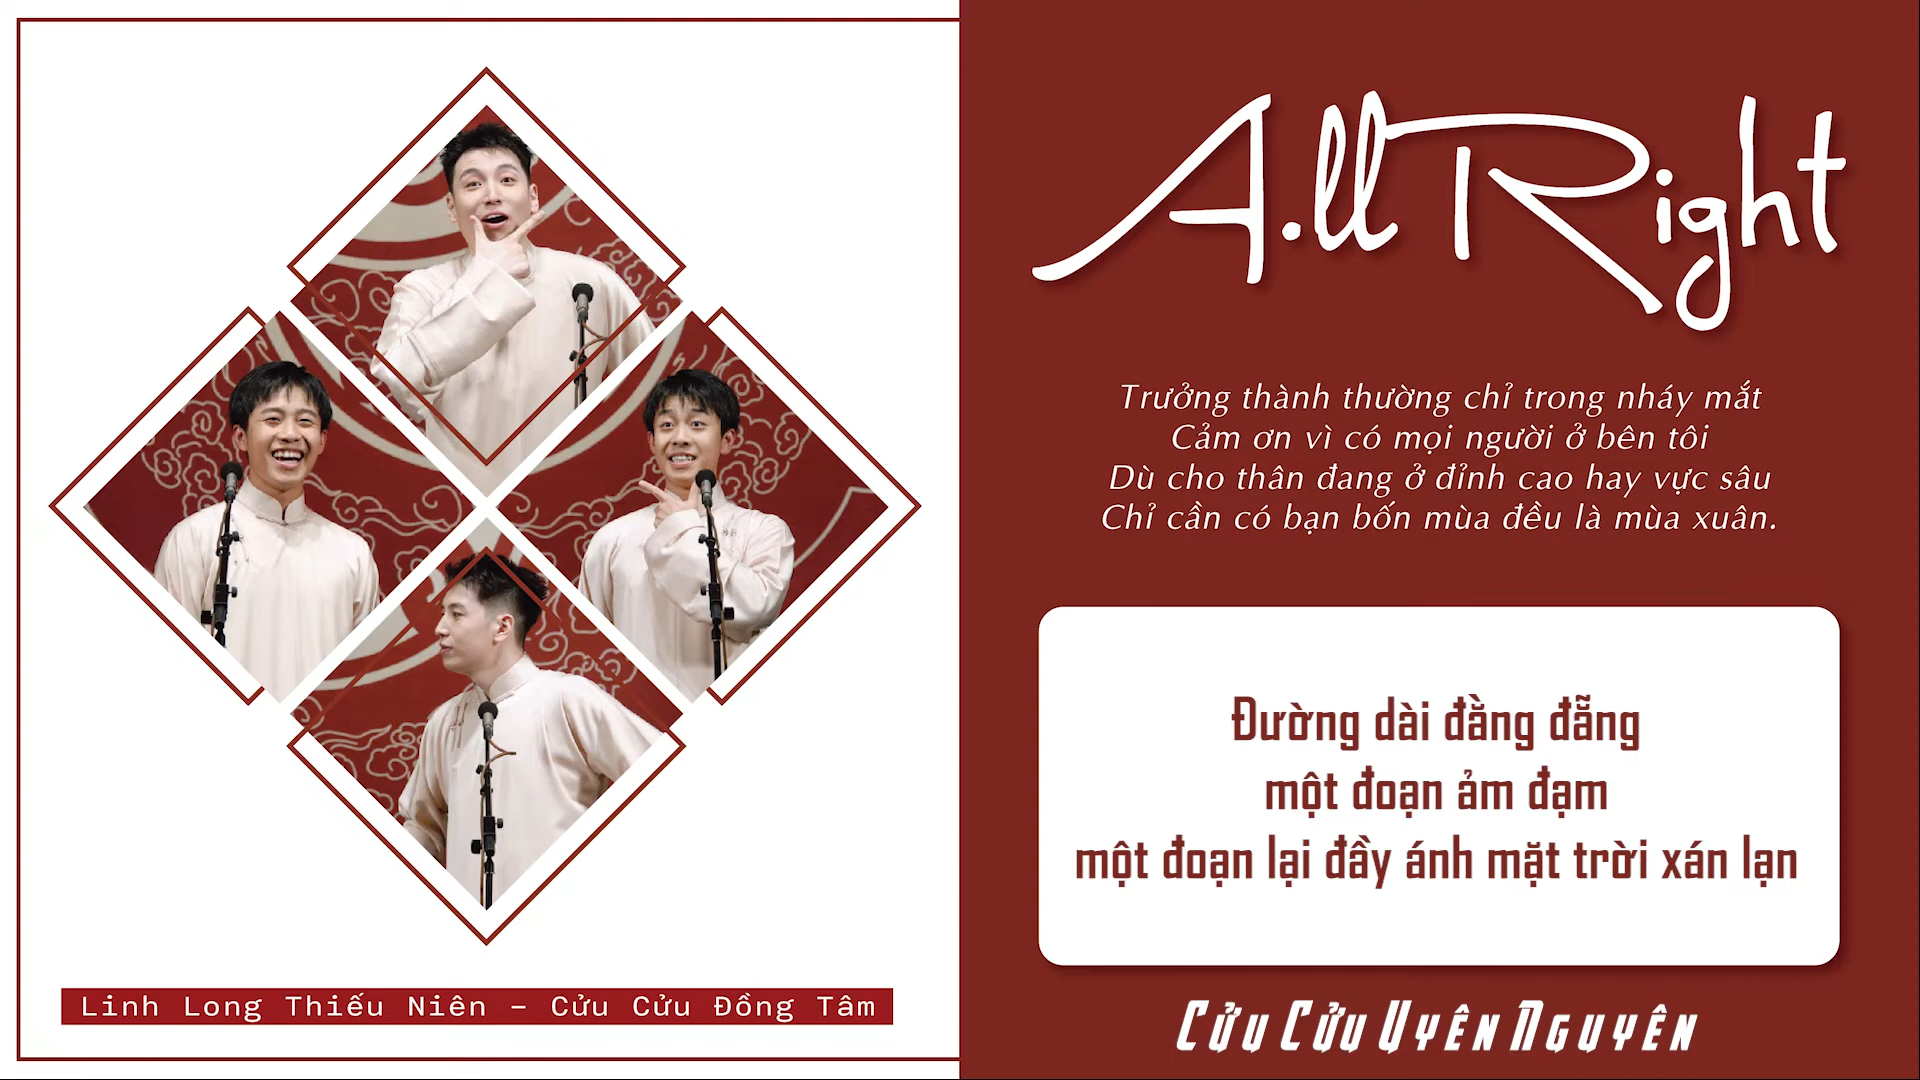 A.ll Right
Trưởng thành thường chỉ trong nháy mắt
Cảm ơn vì có mọi người ở bên tôi
Dù cho thân đang ở đỉnh cao hay vực sâu
Chỉ cần có bạn bốn mùa đều là mùa xuân.
Đường dài đằng đẵng
một đoạn ảm đạm
một đoạn lại đầy ánh mặt trời xán lạn
Linh Long Thiếu Niên – Cửu Cửu Đồng Tâm
CỬU CỬU UYÊN NGUYÊN